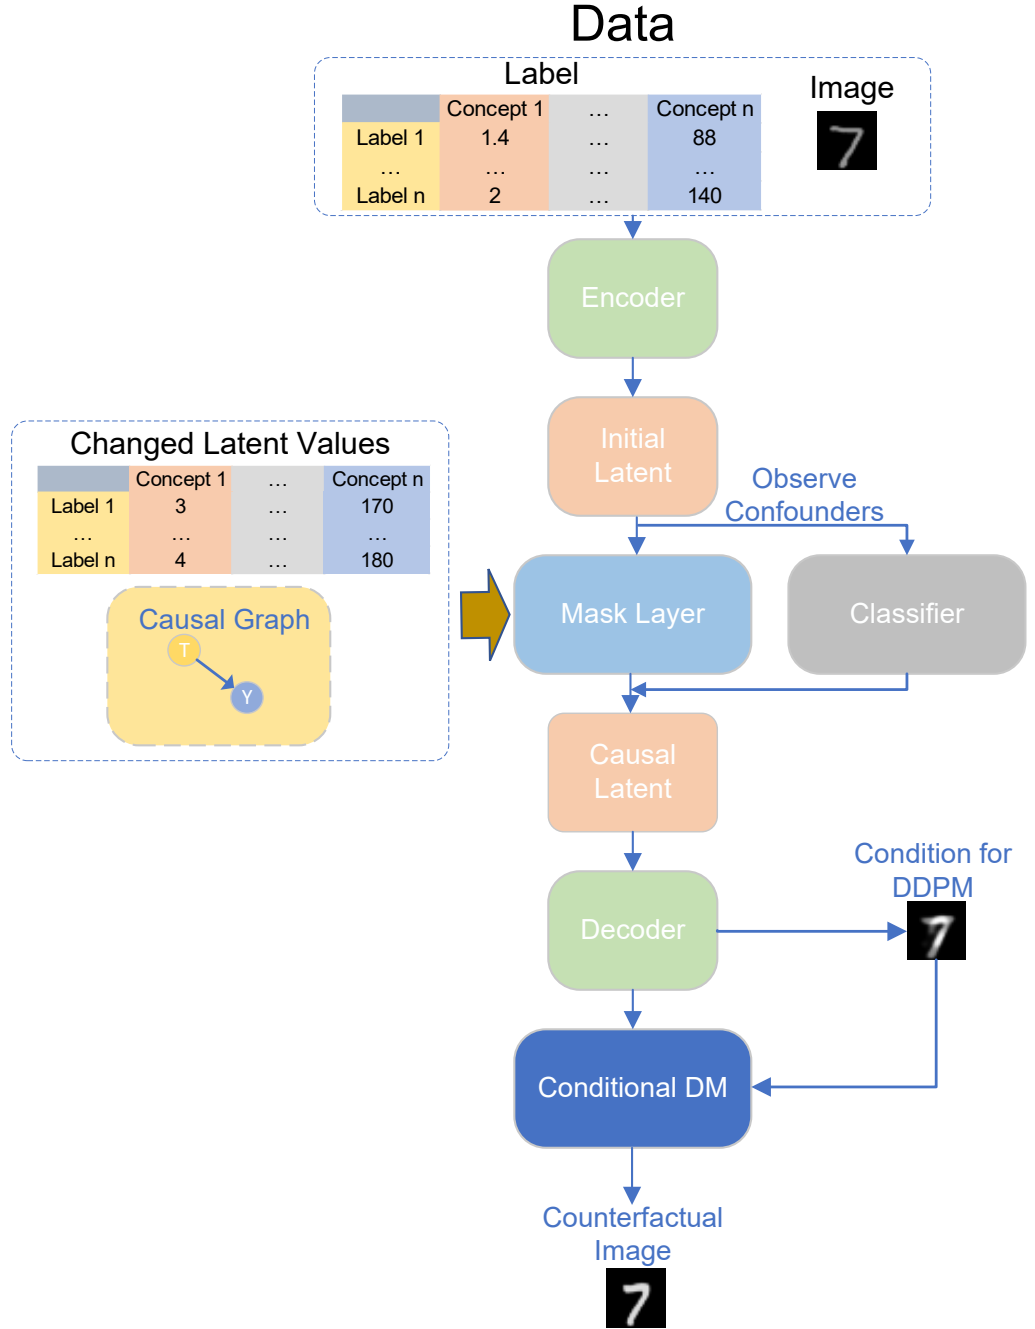 Data
Label
Image
Concept 1 … Concept n
Label 1 1.4 … 88
… … … …
Label n 2 … 140
Encoder
Initial
Latent
Changed Latent Values
Concept 1 … Concept n
Label 1 3 … 170
… … … …
Label n 4 … 180
Observe
Confounders
Causal Graph
T
Y
Mask Layer
Classifier
Causal
Latent
Condition for
DDPM
Decoder
Conditional DM
Counterfactual
Image